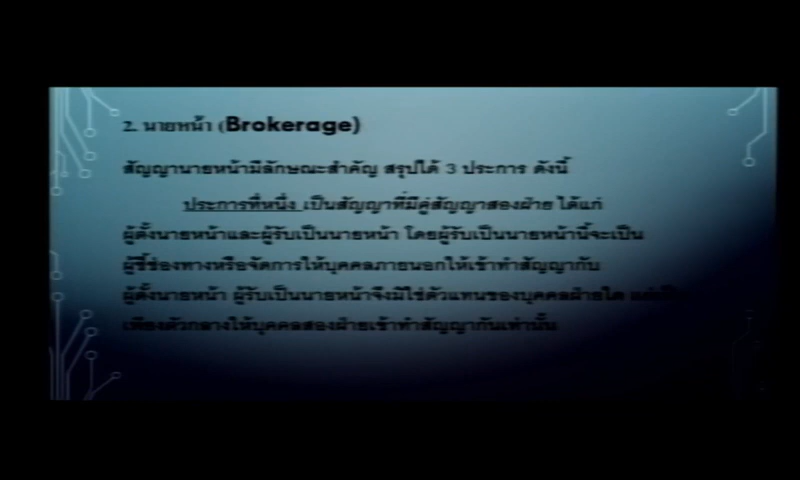 2. นายหน้า (Brokerage)
สัญญานายหน้ามีลักษณะสำคัญ สรุปได้ 3 ประการ ดังนี้
ประการที่หนึ่ง เป็นสัญญาที่มีคู่สัญญาสองฝ่าย ได้แก่
ผู้ตั้งนายหน้าและผู้รับเป็นนายหน้า โดยผู้รับเป็นนายหน้านี้จะเป็น
ผู้ชี้ช่องทางหรือจัดการให้บุคคลภายนอกให้เข้าทำสัญญากับ
ผู้ตั้งนายหน้า ผู้รับเป็นนายหน้าจึงมิใช่ตัวแทนของบุคคลฝ่ายใด
เพียงตัวกลางให้บุคคลสองฝ่ายเข้าทำสัญญากันเท่านั้น